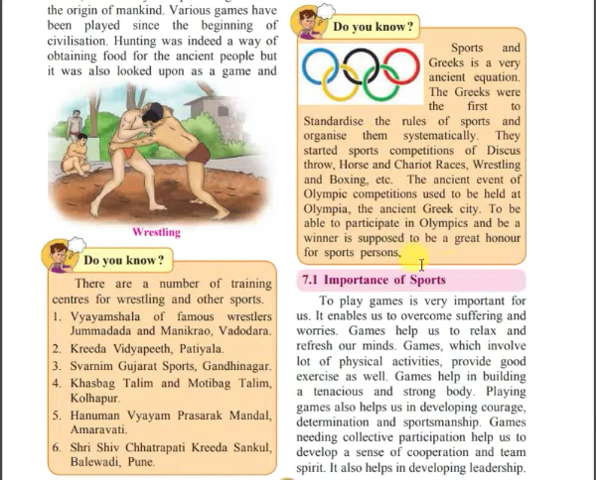 the origin of mankind. Various games have
been played since the beginning of
civilisation. Hunting was indeed a way of
obtaining food for the ancient people but
it was also looked upon as a game and
Wrestling
Do you know?
There are a number of training
centres for wrestling and other sports.
1. Vyayamshala of famous wrestlers
Jummadada and Manikrao, Vadodara.
2. Kreeda Vidyapeeth, Patiyala.
3. Svarnim Gujarat Sports, Gandhinagar.
4. Khasbag Talim and Motibag Talim,
Kolhapur.
5. Hanuman Vyayam Prasarak Mandal,
Amaravati.
6. Shri Shiv Chhatrapati Kreeda Sankul,
Balewadi, Pune.
Do you know?
Sports and
Greeks is a very
ancient equation.
The Greeks were
the first to
Standardise the rules of sports and
organise them systematically. They
started sports competitions of Discus
throw, Horse and Chariot Races, Wrestling
and Boxing, etc. The ancient event of
Olympic competitions used to be held at
Olympia, the ancient Greek city. To be
able to participate in Olympics and be a
winner is supposed to be a great honour
for sports persons.
7.1 Importance of Sports
To play games is very important for
us. It enables us to overcome suffering and
worries. Games help us to relax and
refresh our minds. Games, which involve
lot of physical activities, provide good
exercise as well. Games help in building
a tenacious and strong body. Playing
games also helps us in developing courage,
determination and sportsmanship. Games
needing collective participation help us to
develop a sense of cooperation and team
spirit. It also helps in developing leadership.